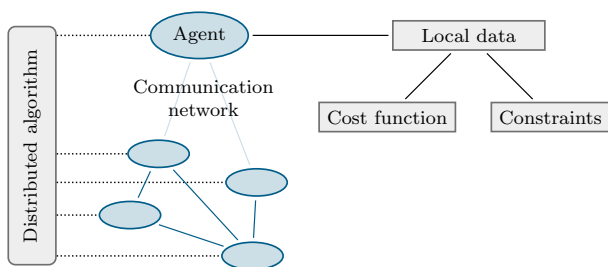 Distributed algorithm
Agent
Local data
Communication
network
Cost function
Constraints